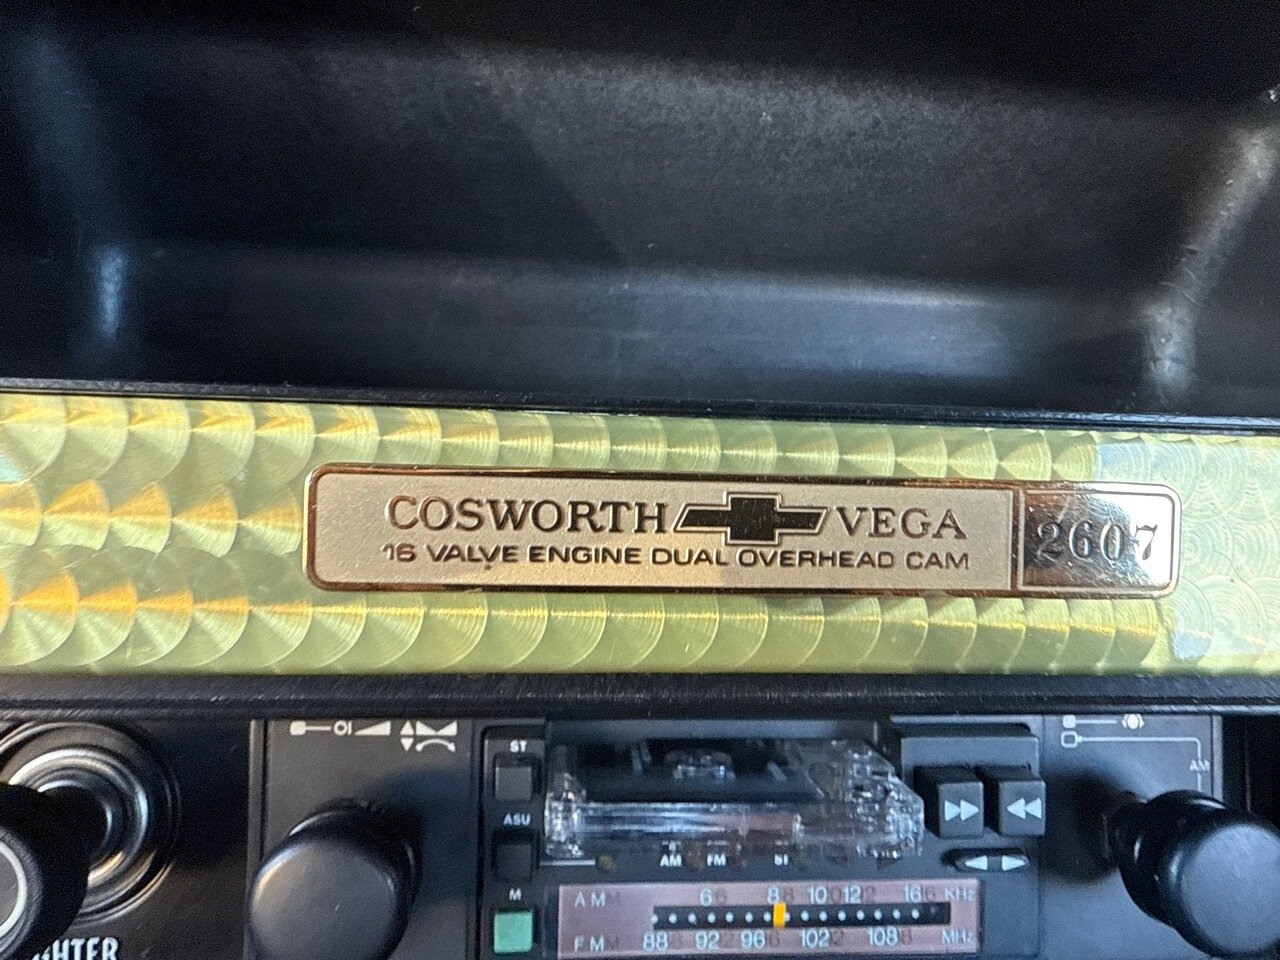 COSWORTH VEGA 2607
16 VALVE ENGINE DUAL OVERHEAD CAM
ST
ASU
M
AM FM ST
AM
AM 6 8 10 12 16 KHz
FM 88 92 96 102 108 MHz